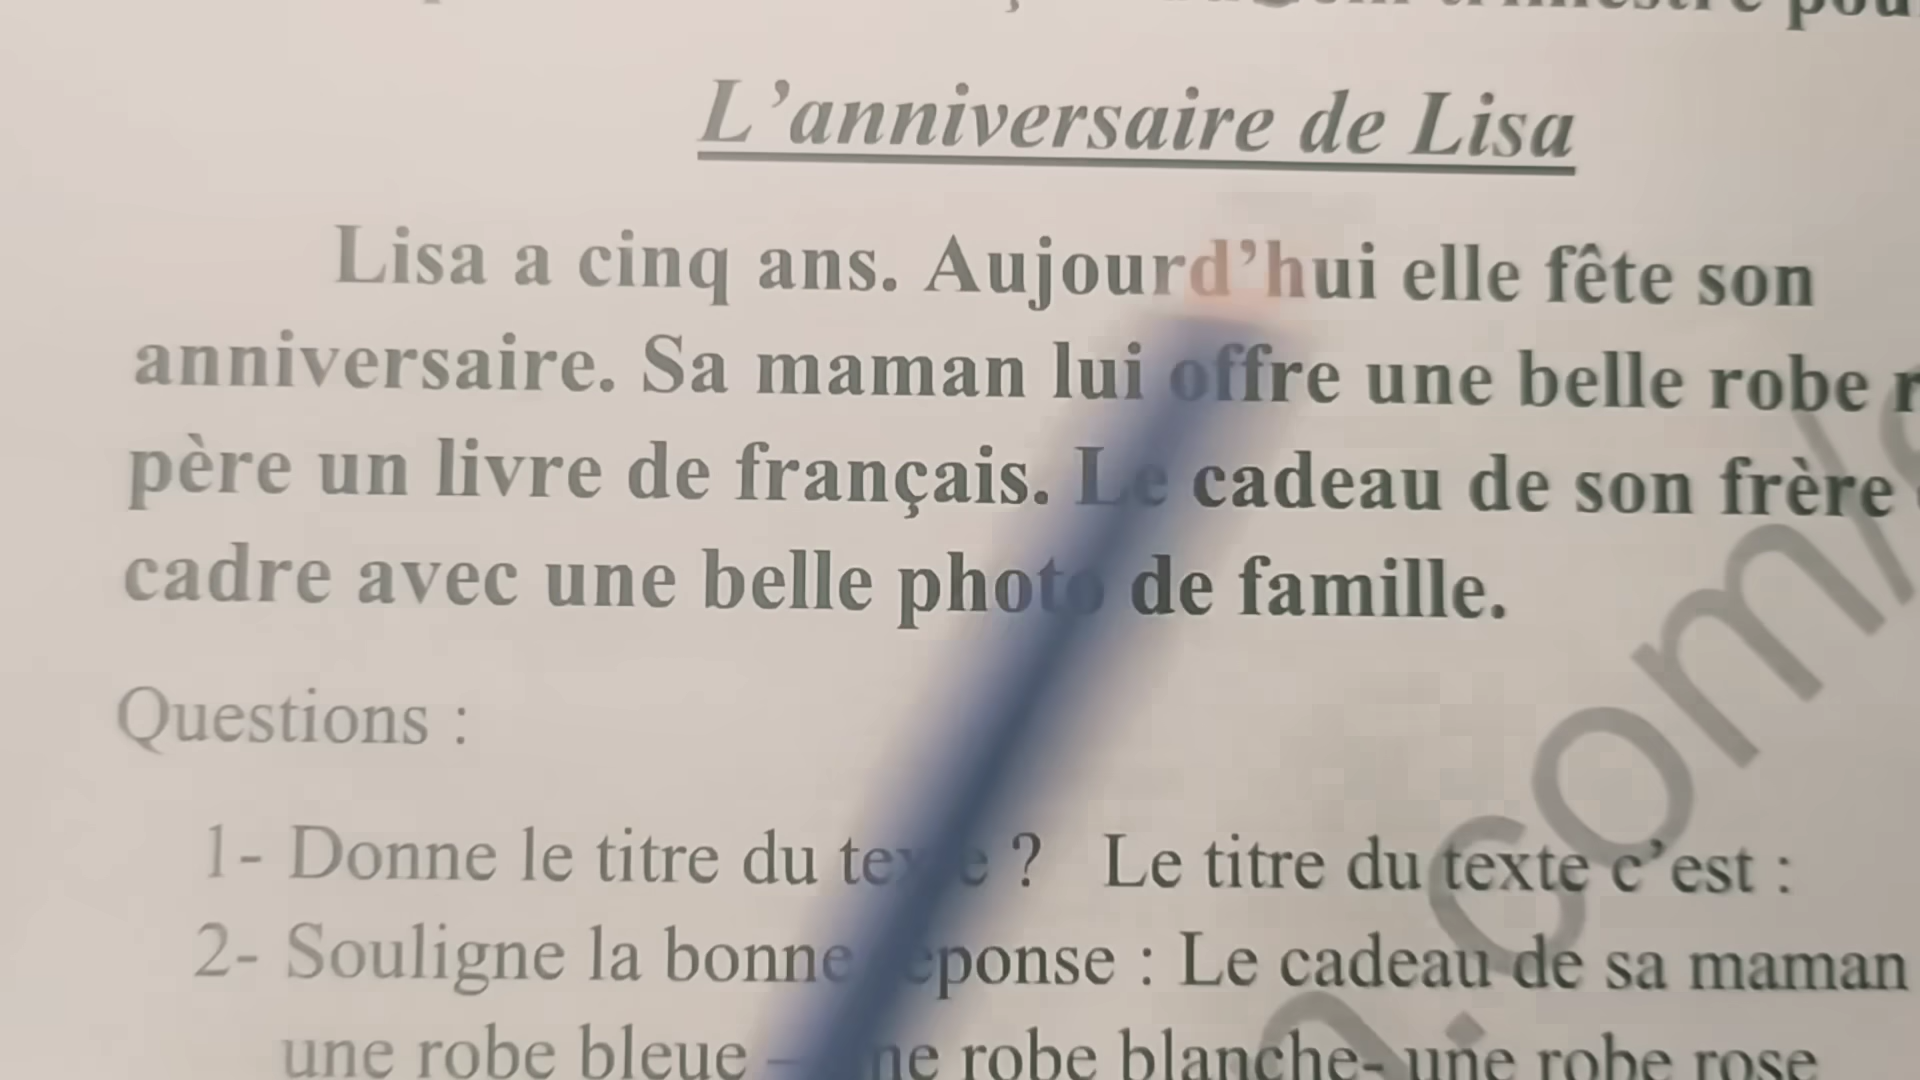 L'anniversaire de Lisa
Lisa a cinq ans. Aujourd'hui elle fête son
anniversaire. Sa maman lui offre une belle robe
père un livre de français. Le cadeau de son frère
cadre avec une belle photo de famille.
Questions :
1- Donne le titre du texte ? Le titre du texte c'est :
2- Souligne la bonne réponse : Le cadeau de sa maman
une robe bleue – une robe blanche- une robe rose
.com/